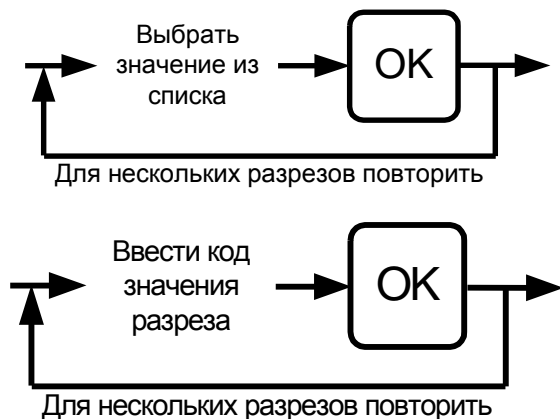 Выбрать
значение из
списка
OK
Для нескольких разрезов повторить
Ввести код
значения
разреза
OK
Для нескольких разрезов повторить